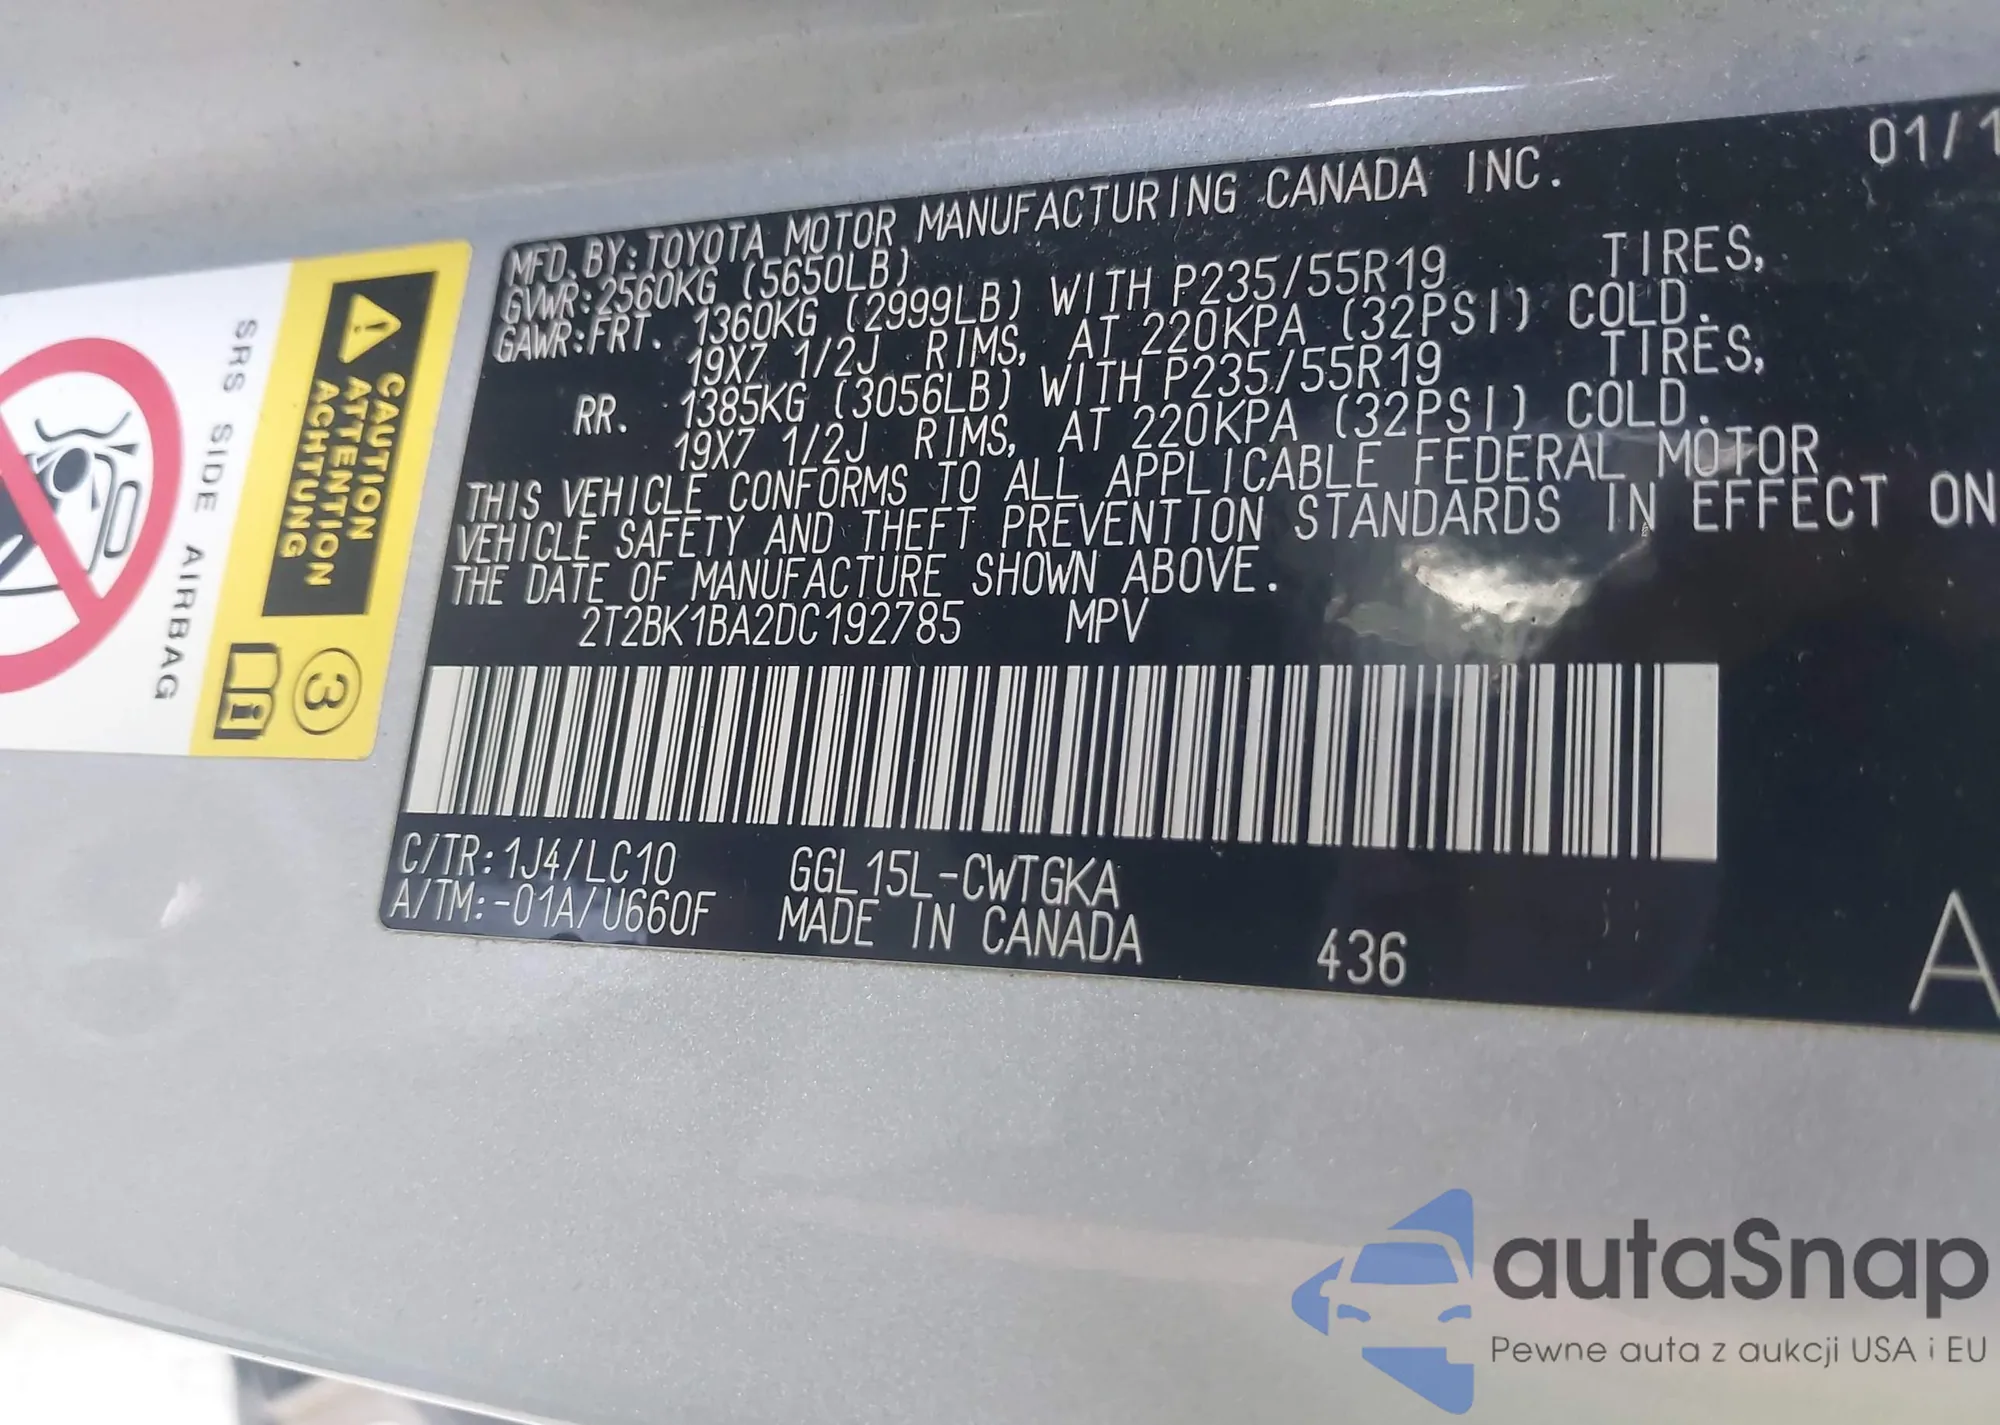 01/1
MFD. BY: TOYOTA MOTOR MANUFACTURING CANADA INC.
GVWR: 2560KG (5650LB)
GAWR: FRT. 1360KG (2999LB) WITH P235/55R19 TIRES,
19X7 1/2J RIMS, AT 220KPA (32PSI) COLD.
RR. 1385KG (3056LB) WITH P235/55R19 TIRES,
19X7 1/2J RIMS, AT 220KPA (32PSI) COLD.
THIS VEHICLE CONFORMS TO ALL APPLICABLE FEDERAL MOTOR
VEHICLE SAFETY AND THEFT PREVENTION STANDARDS IN EFFECT ON
THE DATE OF MANUFACTURE SHOWN ABOVE.
2T2BK1BA2DC192785 MPV
C/TR: 1J4/LC10 GGL15L-CWTGKA
A/TM: -01A/U660F MADE IN CANADA
436
A
CAUTION
ATTENTION
ACHTUNG
3
i
SRS SIDE AIRBAG
autaSnap
Pewne auta z aukcji USA i EU